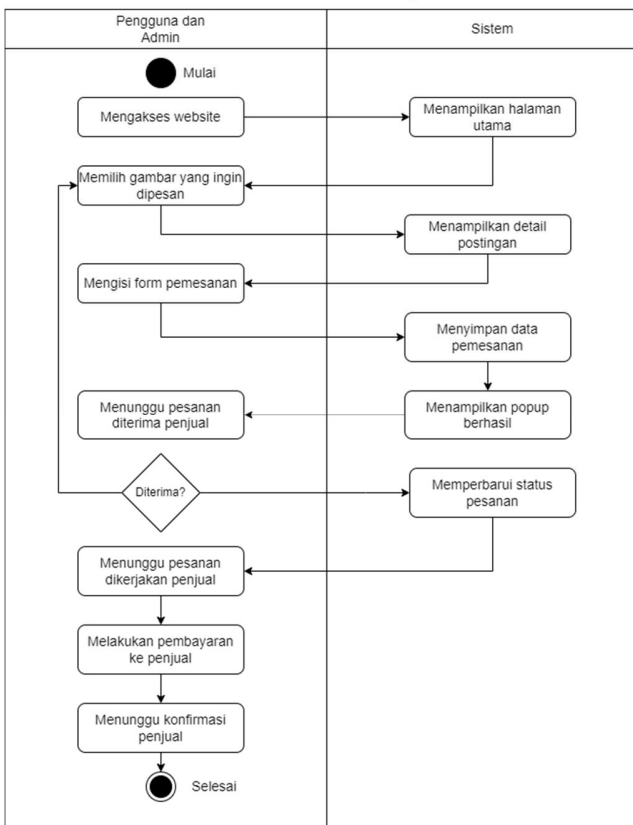 Pengguna dan
Admin
Sistem
Mulai
Mengakses website
Menampilkan halaman
utama
Memilih gambar yang ingin
dipesan
Menampilkan detail
postingan
Mengisi form pemesanan
Menyimpan data
pemesanan
Menunggu pesanan
diterima penjual
Menampilkan popup
berhasil
Diterima?
Memperbarui status
pesanan
Menunggu pesanan
dikerjakan penjual
Melakukan pembayaran
ke penjual
Menunggu konfirmasi
penjual
Selesai